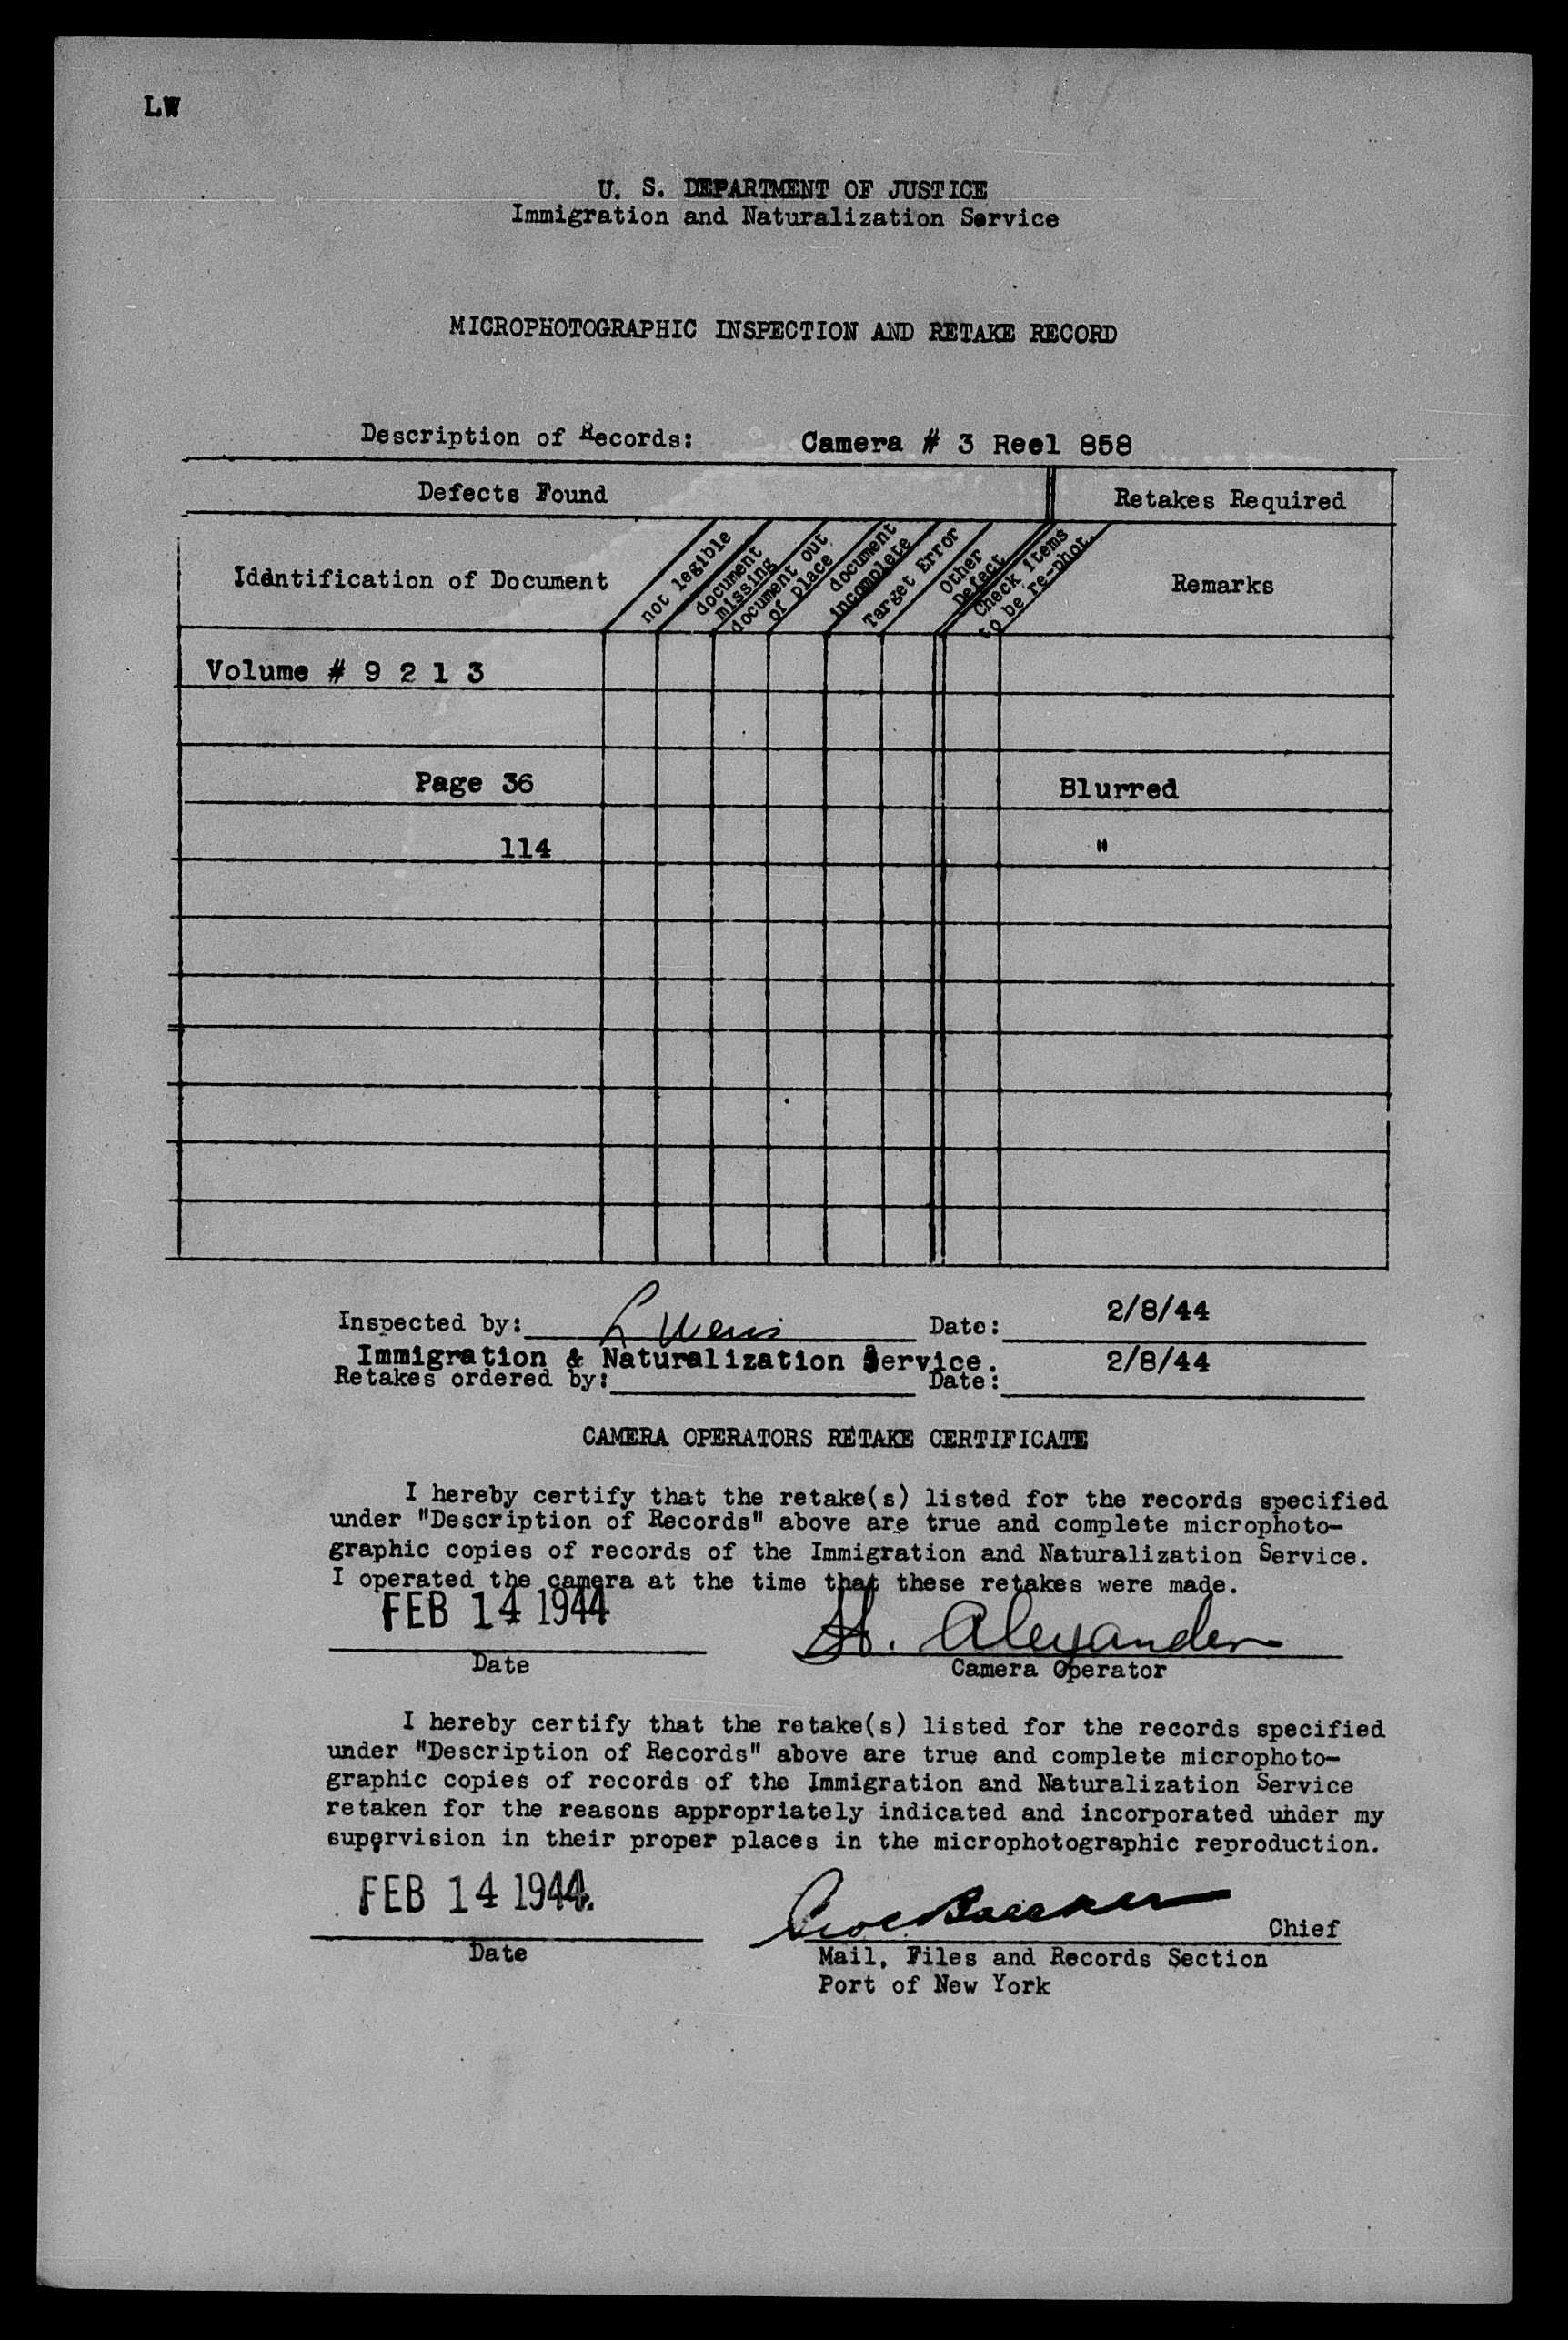 LW
U. S. DEPARTMENT OF JUSTICE
Immigration and Naturalization Service
MICROPHOTOGRAPHIC INSPECTION AND RETAKE RECORD
Description of Records: Camera # 3 Reel 858
Defects Found Retakes Required
Identification of Document
not legible
document missing
document out of place
document incomplete
Target Error
Other Defect
Check items to be re-phot.
Remarks
Volume # 9 2 1 3
Page 36 Blurred
114 "
Inspected by: L Date: 2/8/44
Immigration & Naturalization Service. 2/8/44
Retakes ordered by: Date:
CAMERA OPERATORS RETAKE CERTIFICATE
I hereby certify that the retake(s) listed for the records specified
under "Description of Records" above are true and complete microphoto-
graphic copies of records of the Immigration and Naturalization Service.
I operated the camera at the time that these retakes were made.
FEB 14 1944 H. Alexander
Date Camera Operator
I hereby certify that the retake(s) listed for the records specified
under "Description of Records" above are true and complete microphoto-
graphic copies of records of the Immigration and Naturalization Service
retaken for the reasons appropriately indicated and incorporated under my
supervision in their proper places in the microphotographic reproduction.
FEB 14 1944. Chief
Date Mail, Files and Records Section
Port of New York